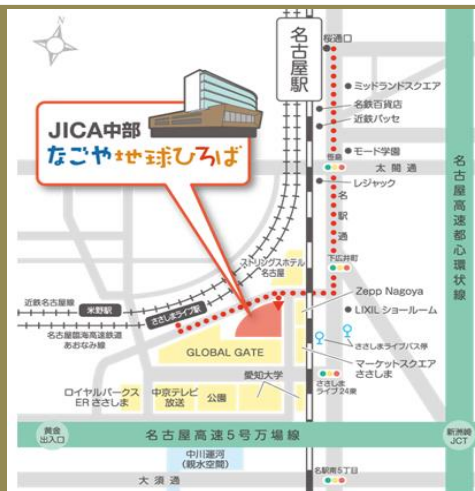 名古屋駅
桜通口
ミッドランドスクエア
名鉄百貨店
近鉄パッセ
モード学園
笹島
太閤通
レジャック
名駅通
名古屋高速都心環状線
JICA中部
なごや地球ひろば
ストリングスホテル
名古屋
下広井町
Zepp Nagoya
LIXIL ショールーム
近鉄名古屋線
米野駅
ささしまライブ駅
名古屋臨海高速鉄道
あおなみ線
ささしまライブバス停
GLOBAL GATE
マーケットスクエア
ささしま
愛知大学
ささしま
ライブ24東
ロイヤルパークス
ER ささしま
中京テレビ
放送
公園
黄金
出入口
名古屋高速5号万場線
新洲崎
JCT
中川運河
(親水空間)
大須通
名駅南5丁目